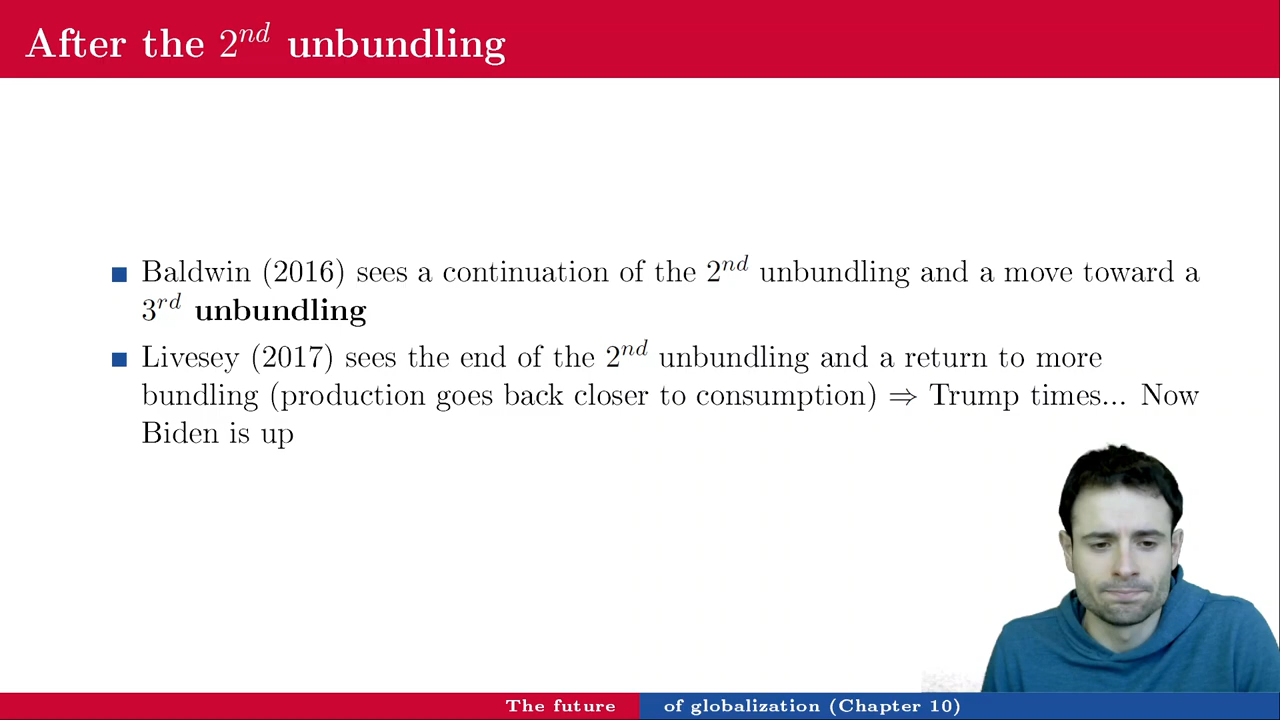 After the 2nd unbundling
Baldwin (2016) sees a continuation of the 2nd unbundling and a move toward a
3rd unbundling
Livesey (2017) sees the end of the 2nd unbundling and a return to more
bundling (production goes back closer to consumption) ⇒ Trump times... Now
Biden is up
The future of globalization (Chapter 10)